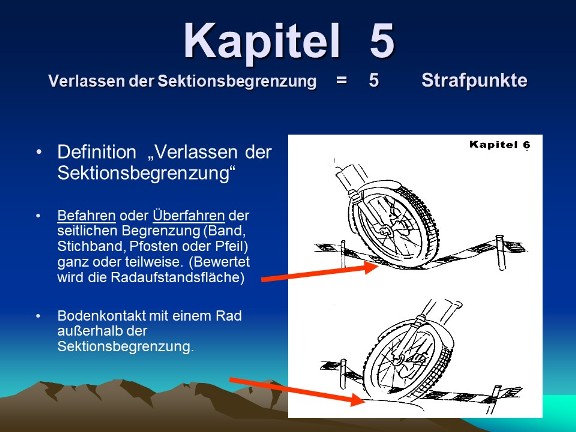 Kapitel 5
Verlassen der Sektionsbegrenzung = 5 Strafpunkte
• Definition „Verlassen der
Sektionsbegrenzung“
• Befahren oder Überfahren der
seitlichen Begrenzung (Band,
Stichband, Pfosten oder Pfeil)
ganz oder teilweise. (Bewertet
wird die Radaufstandsfläche)
• Bodenkontakt mit einem Rad
außerhalb der
Sektionsbegrenzung.
Kapitel 6